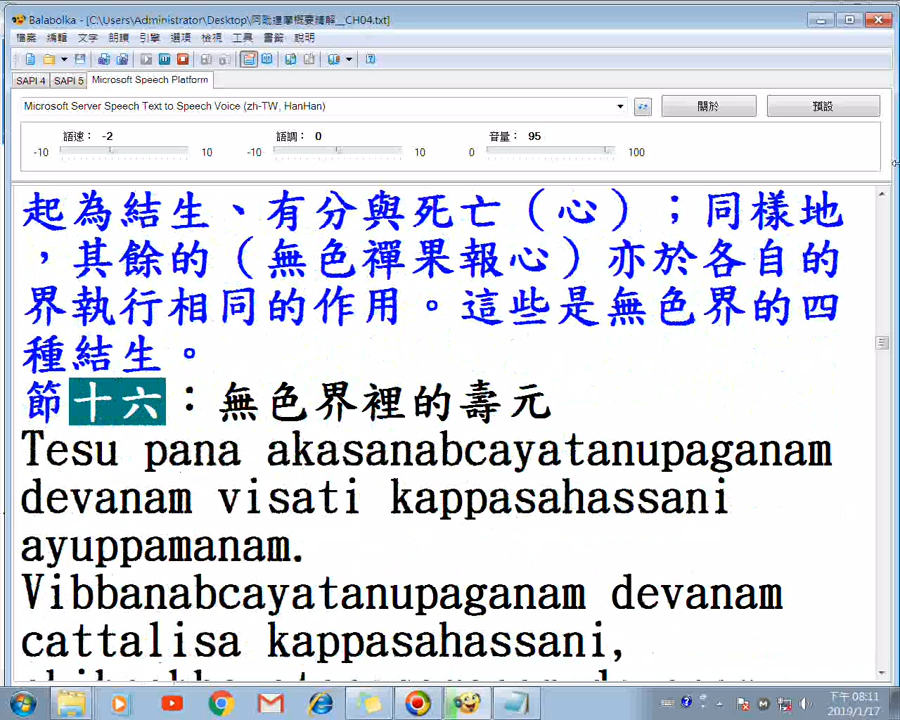 Balabolka - [C:\Users\Administrator\Desktop\阿毗達摩概要精解__CH04.txt]
檔案 編輯 文字 朗讀 引擎 選項 檢視 工具 書籤 說明
SAPI 4 SAPI 5 Microsoft Speech Platform
Microsoft Server Speech Text to Speech Voice (zh-TW, HanHan) 關於 預設
語速： -2 語調： 0 音量： 95
-10 10 -10 10 0 100
起為結生、有分與死亡（心）；同樣地
，其餘的（無色禪果報心）亦於各自的
界執行相同的作用。這些是無色界的四
種結生。
節十六：無色界裡的壽元
Tesu pana akasanabcayatanupaganam
devanam visati kappasahassani
ayuppamanam.
Vibbanabcayatanupaganam devanam
cattalisa kappasahassani,
下午 08:11
2019/1/17